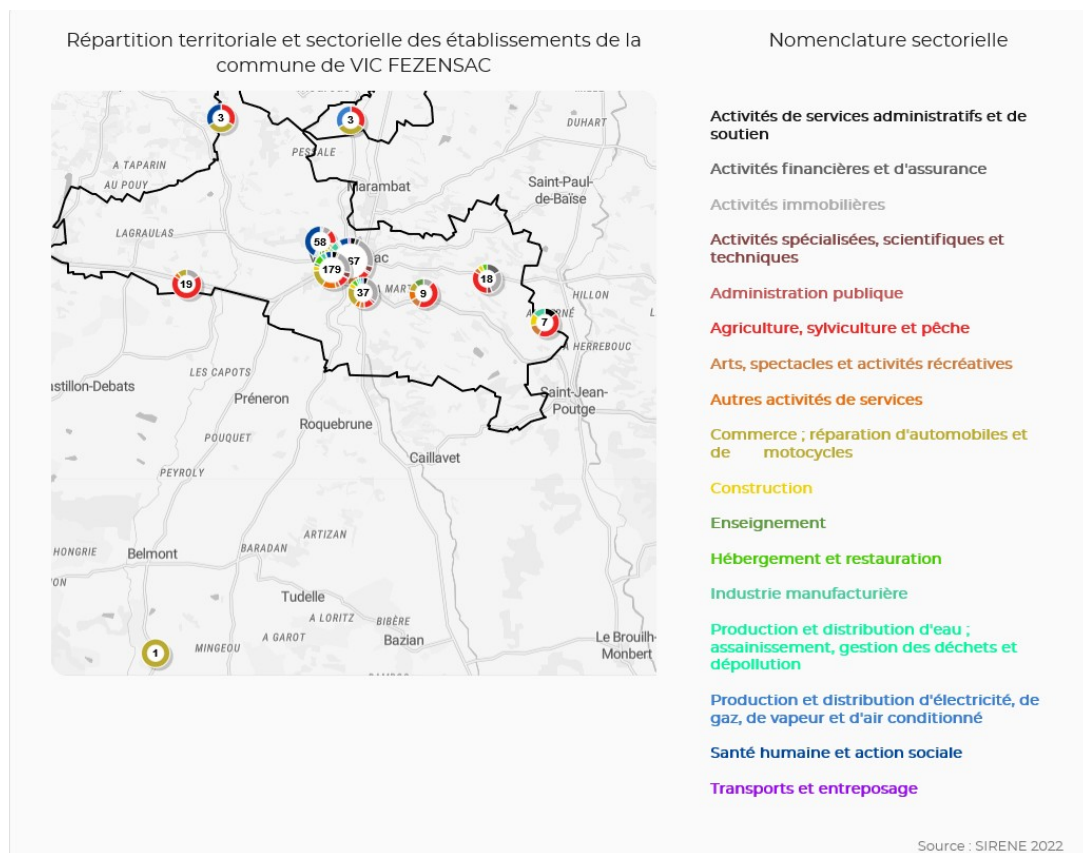 Répartition territoriale et sectorielle des établissements de la
commune de VIC FEZENSAC
Nomenclature sectorielle
DUHART
3
3
PESSALE
A TAPARIN
AU POUY
Marambat
Saint-Paul-
de-Baïse
LAGRAULAS
58
67
179
19
37
A MART
9
18
HILLON
7
A HERREBOUC
LES CAPOTS
astillon-Debats
Préneron
Saint-Jean-
Poutge
Roquebrune
POUQUET
Caillavet
PEYROLY
ARTIZAN
HONGRIE
Belmont
BARADAN
ON
Tudelle
A LORITZ
BIBÈRE
A GAROT
Bazian
Le Brouilh-
Monbert
MINGEOU
1
Activités de services administratifs et de
soutien
Activités financières et d'assurance
Activités immobilières
Activités spécialisées, scientifiques et
techniques
Administration publique
Agriculture, sylviculture et pêche
Arts, spectacles et activités récréatives
Autres activités de services
Commerce ; réparation d'automobiles et
de motocycles
Construction
Enseignement
Hébergement et restauration
Industrie manufacturière
Production et distribution d'eau ;
assainissement, gestion des déchets et
dépollution
Production et distribution d'électricité, de
gaz, de vapeur et d'air conditionné
Santé humaine et action sociale
Transports et entreposage
Source : SIRENE 2022